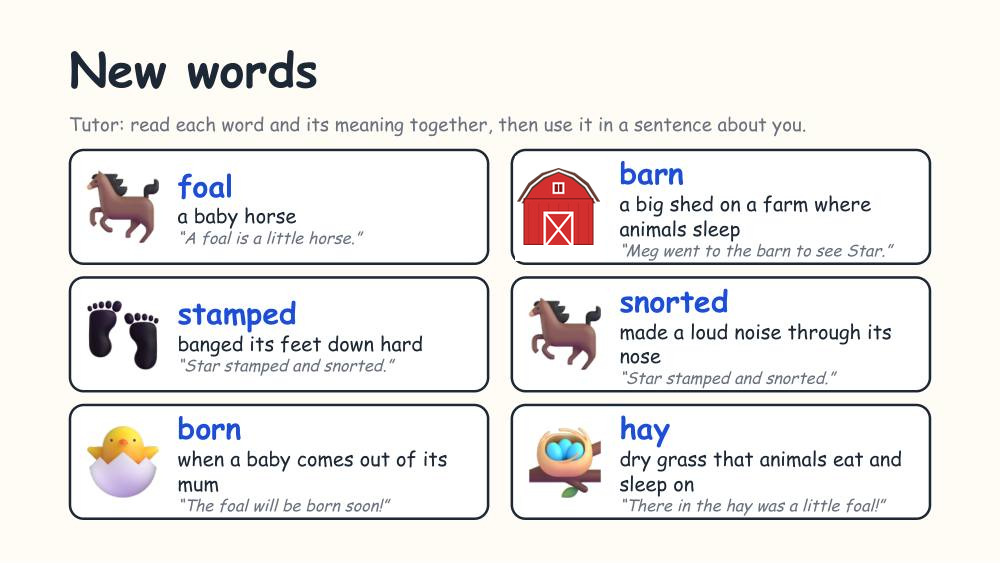 New words
Tutor: read each word and its meaning together, then use it in a sentence about you.
foal
a baby horse
“A foal is a little horse.”
barn
a big shed on a farm where
animals sleep
“Meg went to the barn to see Star.”
stamped
banged its feet down hard
“Star stamped and snorted.”
snorted
made a loud noise through its
nose
“Star stamped and snorted.”
born
when a baby comes out of its
mum
“The foal will be born soon!”
hay
dry grass that animals eat and
sleep on
“There in the hay was a little foal!”